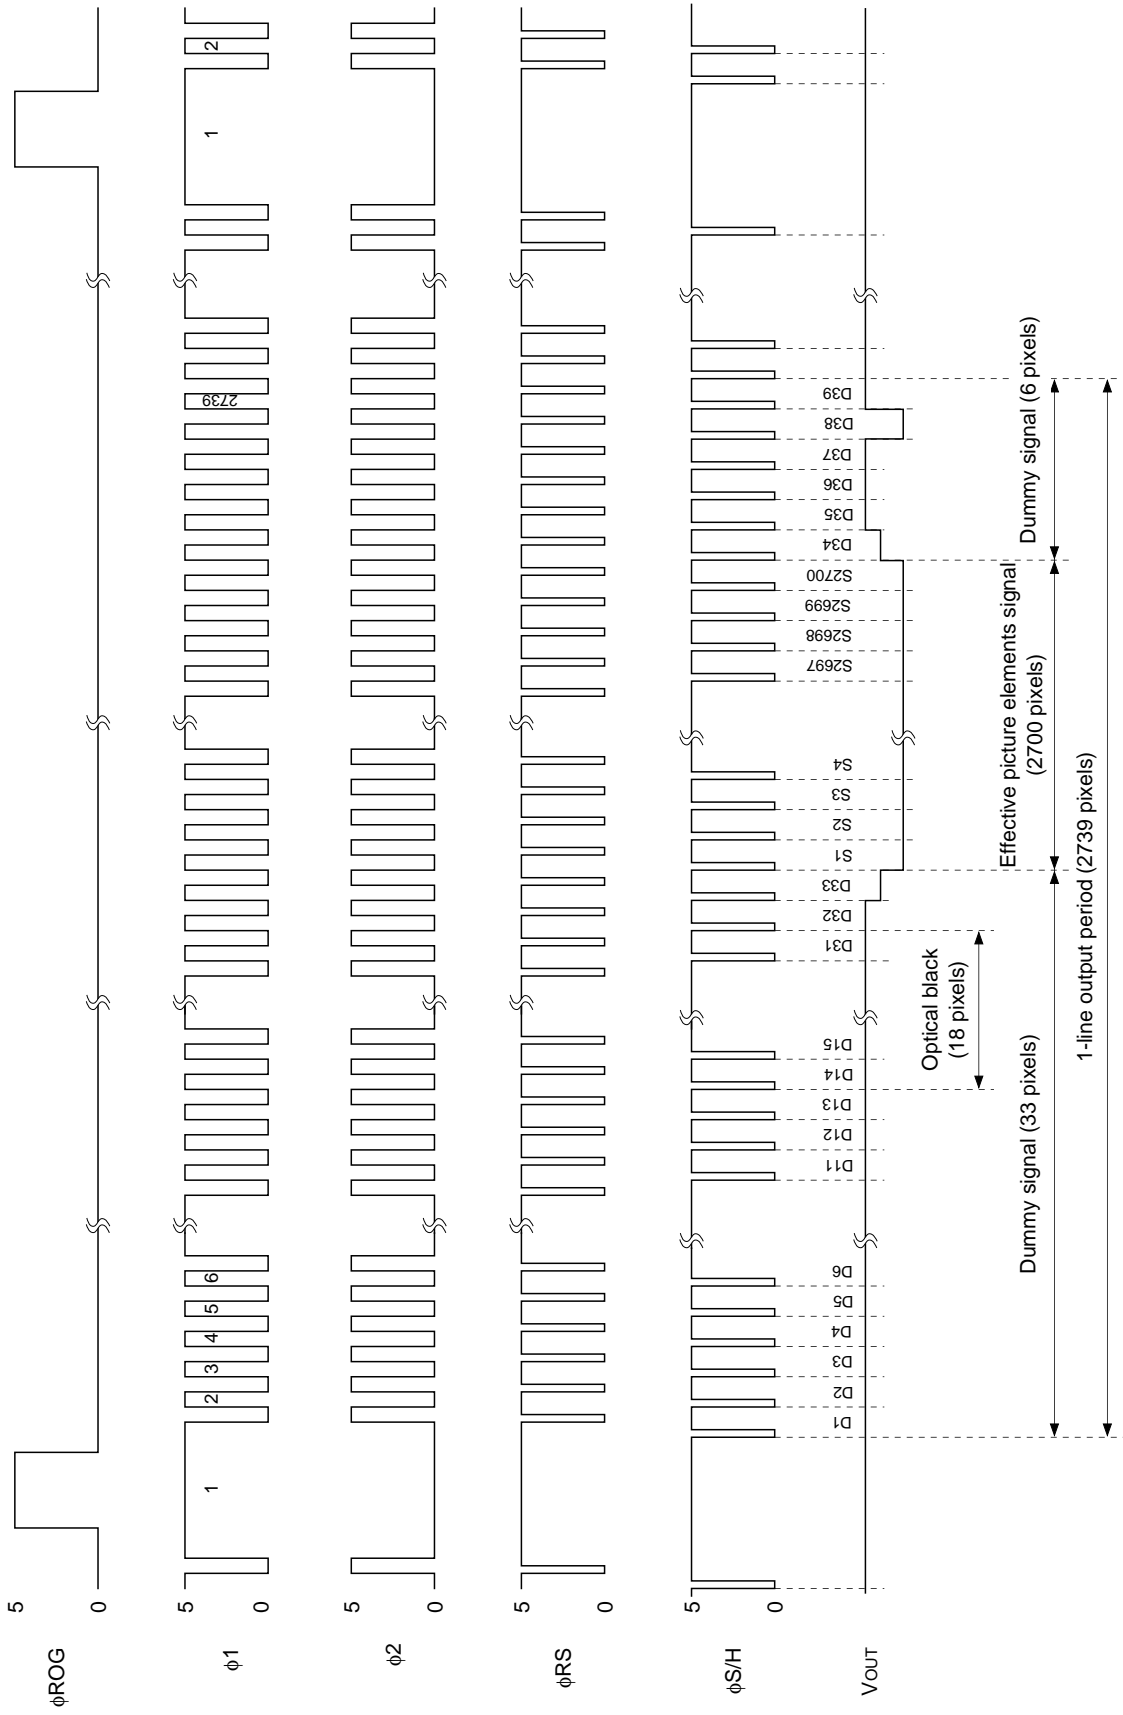 φROG
5
0
φ1
5
0
1
2
3
4
5
6
2739
1
2
φ2
5
0
φRS
5
0
φS/H
5
0
VOUT
D1
D2
D3
D4
D5
D6
D11
D12
D13
D14
D15
D31
D32
D33
S1
S2
S3
S4
S2697
S2698
S2699
S2700
D34
D35
D36
D37
D38
D39
Optical black
(18 pixels)
Dummy signal (33 pixels)
Effective picture elements signal
(2700 pixels)
Dummy signal (6 pixels)
1-line output period (2739 pixels)